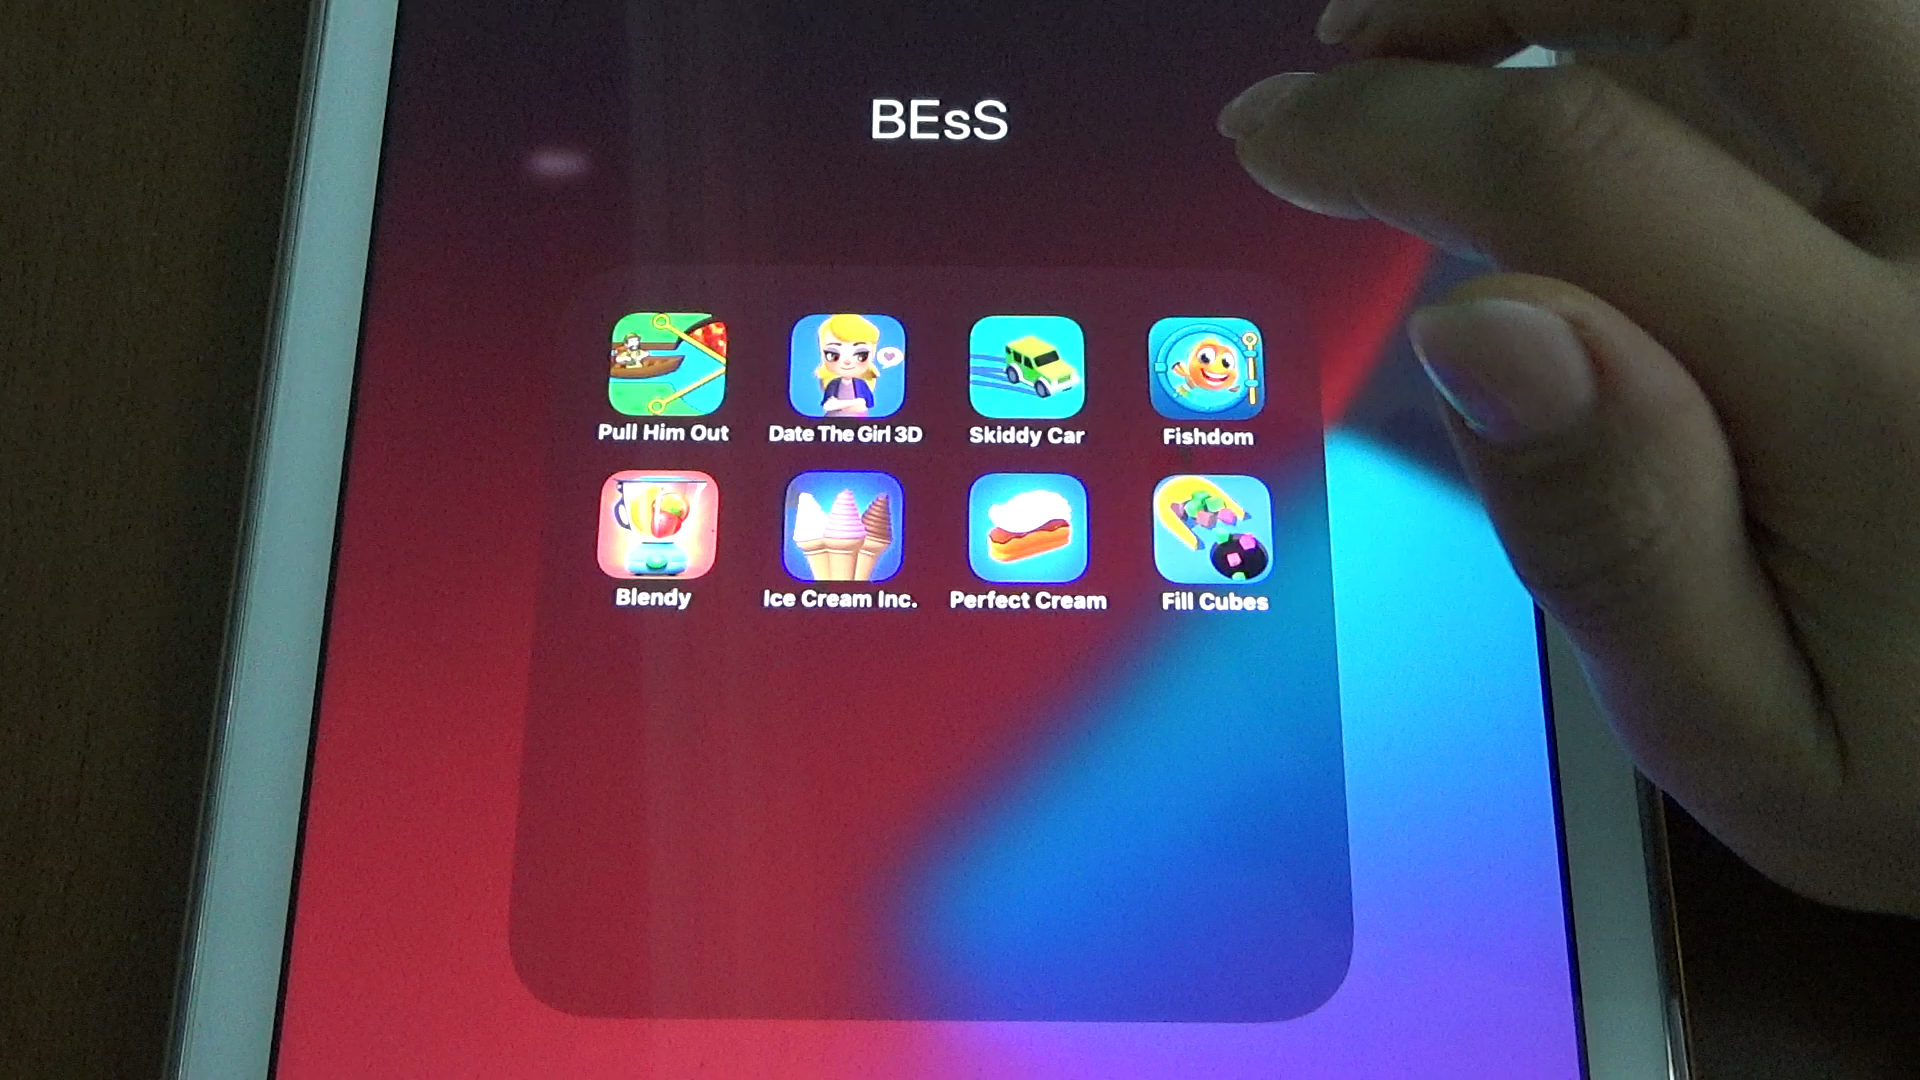 BEsS
Pull Him Out Date The Girl 3D Skiddy Car Fishdom
Blendy Ice Cream Inc. Perfect Cream Fill Cubes